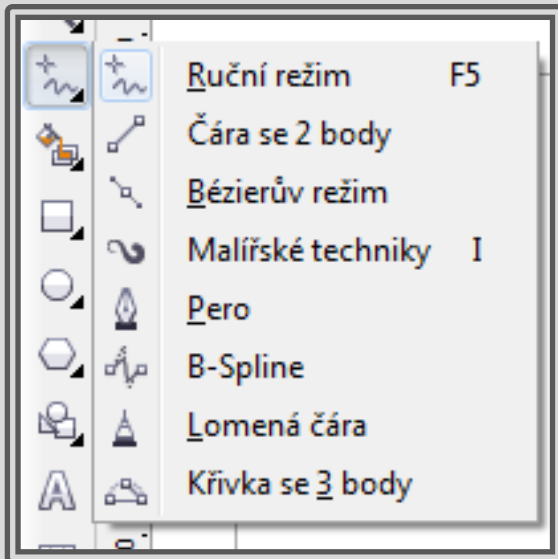 Ruční režim F5
Čára se 2 body
Bézierův režim
Malířské techniky I
Pero
B-Spline
Lomená čára
Křivka se 3 body